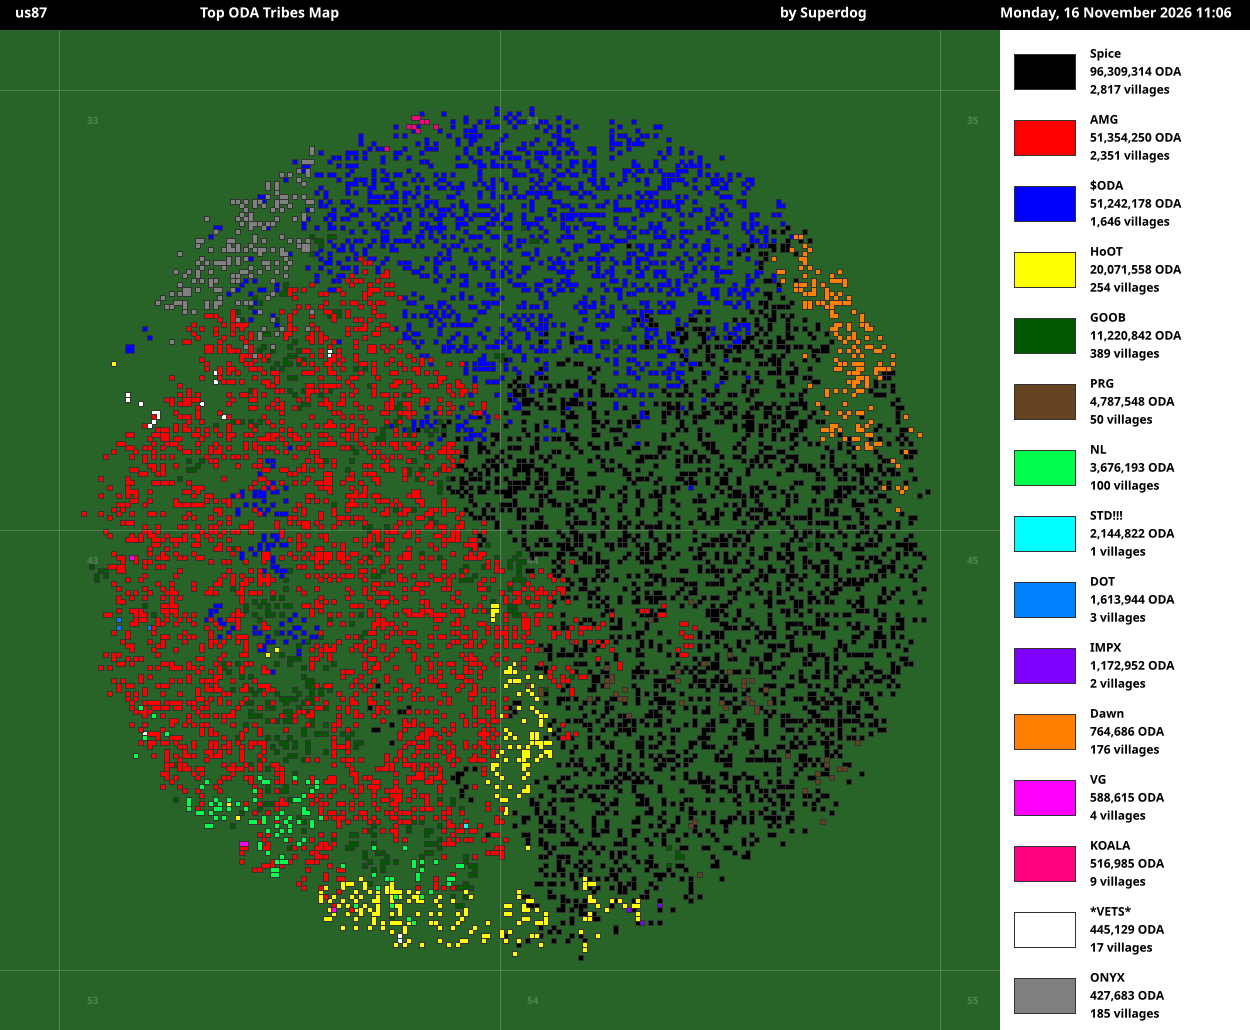 us87 Top ODA Tribes Map by Superdog Monday, 16 November 2026 11:06
Spice
96,309,314 ODA
2,817 villages
AMG
51,354,250 ODA
2,351 villages
$ODA
51,242,178 ODA
1,646 villages
HoOT
20,071,558 ODA
254 villages
GOOB
11,220,842 ODA
389 villages
PRG
4,787,548 ODA
50 villages
NL
3,676,193 ODA
100 villages
STD!!!
2,144,822 ODA
1 villages
DOT
1,613,944 ODA
3 villages
IMPX
1,172,952 ODA
2 villages
Dawn
764,686 ODA
176 villages
VG
588,615 ODA
4 villages
KOALA
516,985 ODA
9 villages
*VETS*
445,129 ODA
17 villages
ONYX
427,683 ODA
185 villages
33 34 35
43 44 45
53 54 55